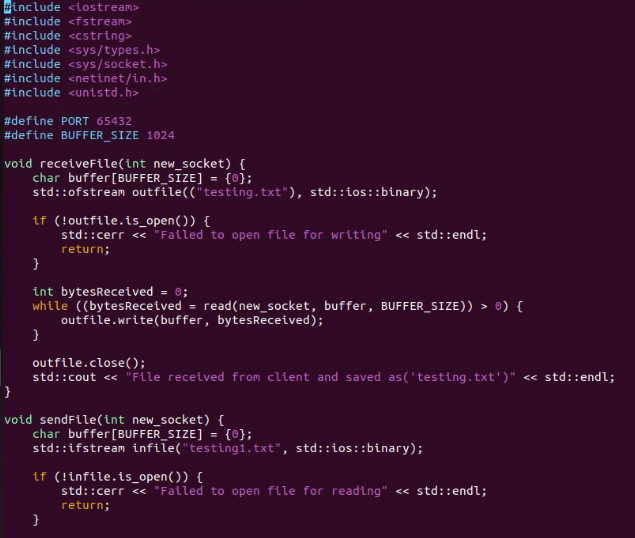 #include <iostream>
#include <fstream>
#include <cstring>
#include <sys/types.h>
#include <sys/socket.h>
#include <netinet/in.h>
#include <unistd.h>

#define PORT 65432
#define BUFFER_SIZE 1024

void receiveFile(int new_socket) {
    char buffer[BUFFER_SIZE] = {0};
    std::ofstream outfile(("testing.txt"), std::ios::binary);

    if (!outfile.is_open()) {
        std::cerr << "Failed to open file for writing" << std::endl;
        return;
    }

    int bytesReceived = 0;
    while ((bytesReceived = read(new_socket, buffer, BUFFER_SIZE)) > 0) {
        outfile.write(buffer, bytesReceived);
    }

    outfile.close();
    std::cout << "File received from client and saved as('testing.txt')" << std::endl;
}

void sendFile(int new_socket) {
    char buffer[BUFFER_SIZE] = {0};
    std::ifstream infile("testing1.txt", std::ios::binary);

    if (!infile.is_open()) {
        std::cerr << "Failed to open file for reading" << std::endl;
        return;
    }